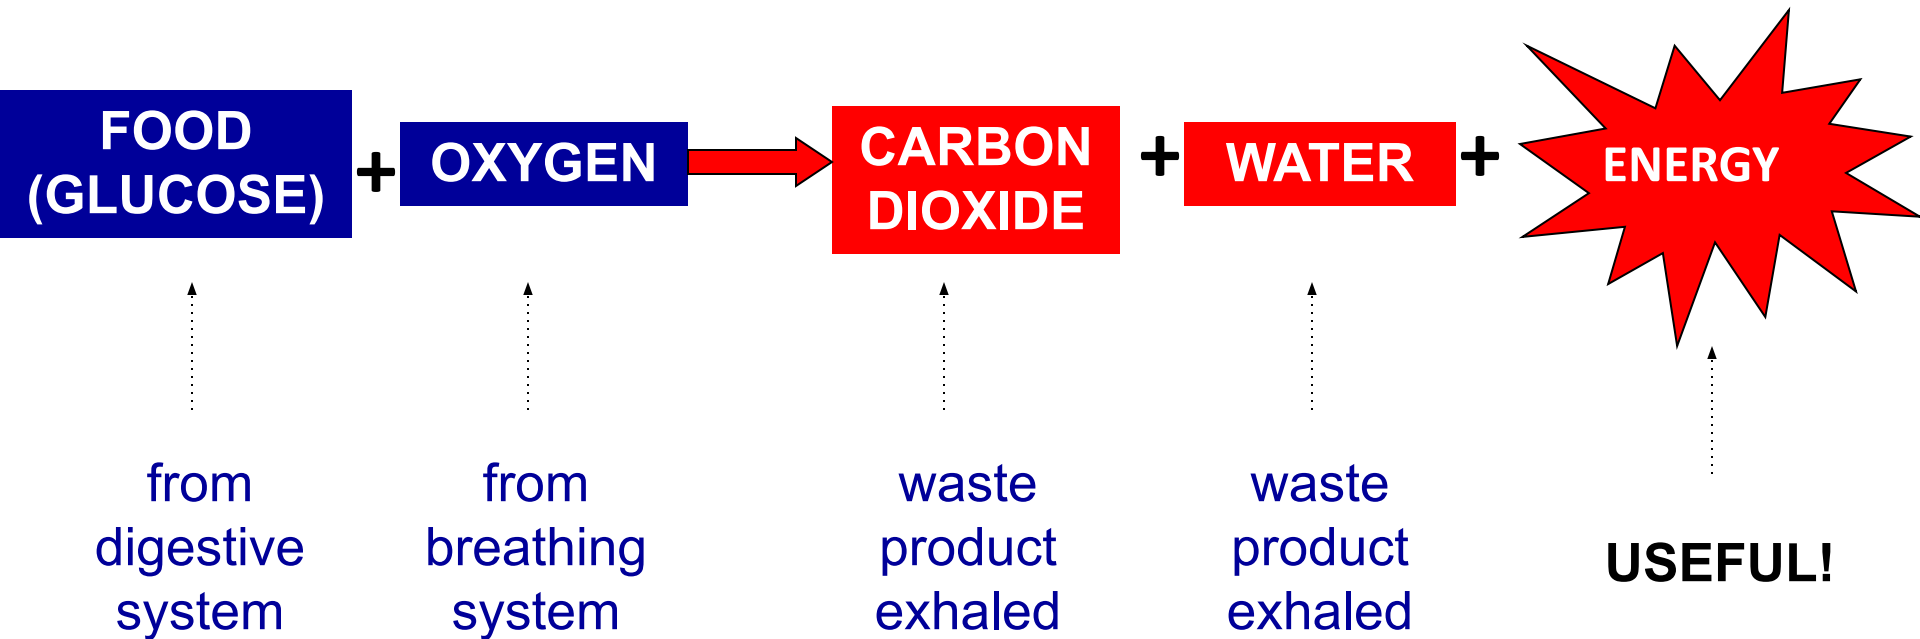 FOOD
(GLUCOSE)
+
OXYGEN
CARBON
DIOXIDE
+
WATER
+
ENERGY
from
digestive
system
from
breathing
system
waste
product
exhaled
waste
product
exhaled
USEFUL!